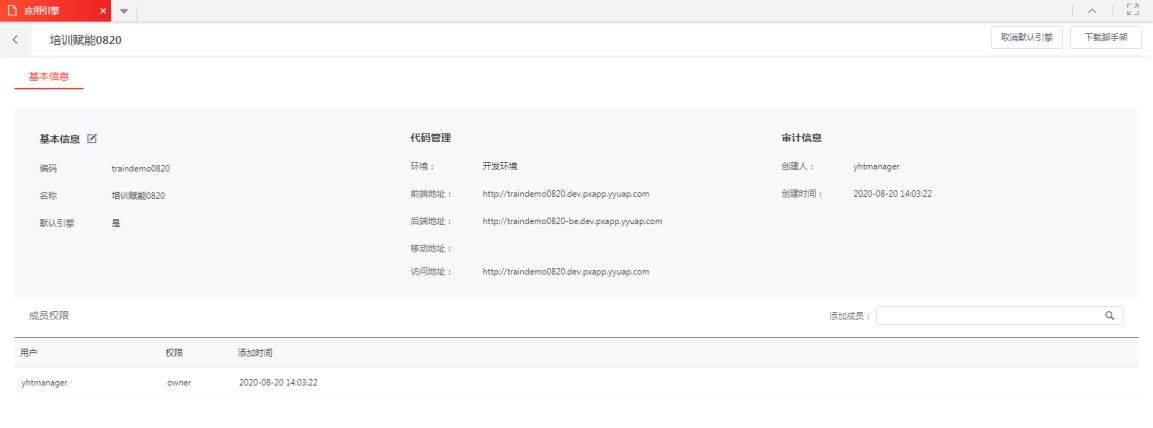 应用引擎
培训赋能0820
取消默认引擎
下载脚手架
基本信息
基本信息
编码 traindemo0820
名称 培训赋能0820
默认引擎 是
代码管理
环境： 开发环境
前端地址： http://traindemo0820.dev.pxapp.yyuap.com
后端地址： http://traindemo0820-be.dev.pxapp.yyuap.com
移动地址：
访问地址： http://traindemo0820.dev.pxapp.yyuap.com
审计信息
创建人： yhtmanager
创建时间： 2020-08-20 14:03:22
成员权限
添加成员：
用户 权限 添加时间
yhtmanager owner 2020-08-20 14:03:22